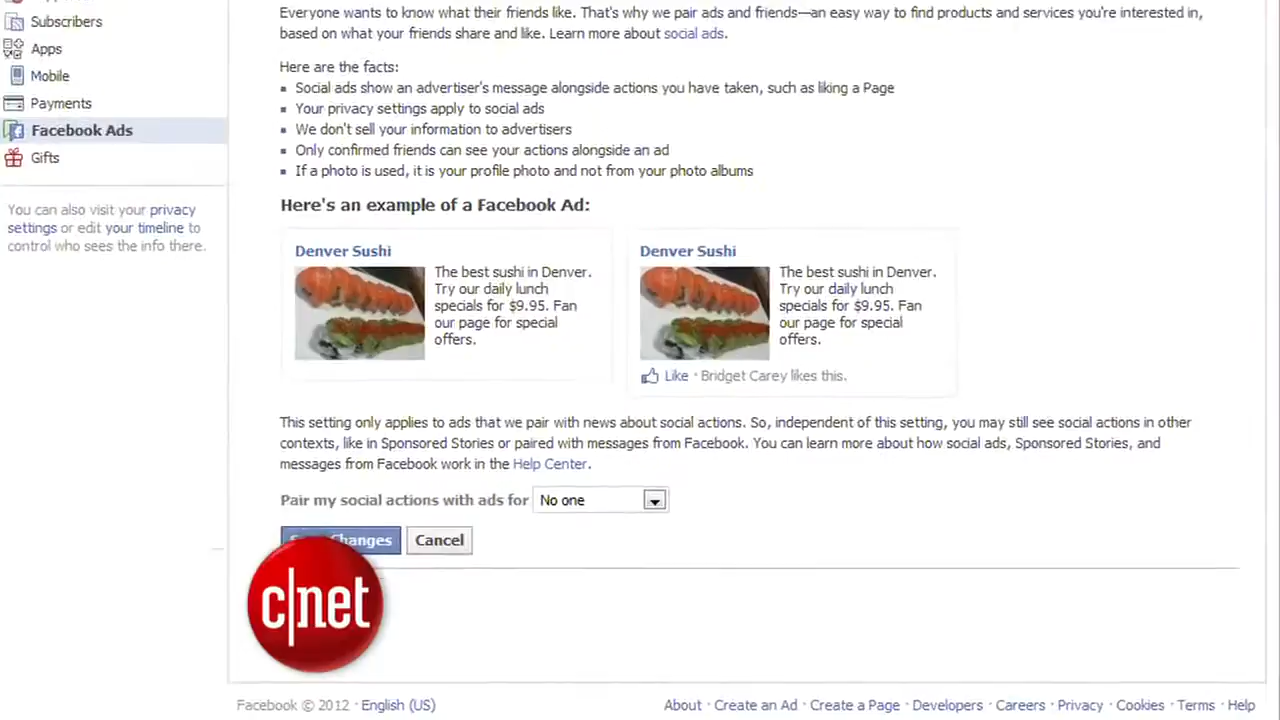 Everyone wants to know what their friends like. That's why we pair ads and friends—an easy way to find products and services you're interested in,
based on what your friends share and like. Learn more about social ads.
Subscribers
Apps
Mobile
Payments
Facebook Ads
Gifts
You can also visit your privacy
settings or edit your timeline to
control who sees the info there.
Here are the facts:
Social ads show an advertiser's message alongside actions you have taken, such as liking a Page
Your privacy settings apply to social ads
We don't sell your information to advertisers
Only confirmed friends can see your actions alongside an ad
If a photo is used, it is your profile photo and not from your photo albums
Here's an example of a Facebook Ad:
Denver Sushi
The best sushi in Denver.
Try our daily lunch
specials for $9.95. Fan
our page for special
offers.
Denver Sushi
The best sushi in Denver.
Try our daily lunch
specials for $9.95. Fan
our page for special
offers.
Like · Bridget Carey likes this.
This setting only applies to ads that we pair with news about social actions. So, independent of this setting, you may still see social actions in other
contexts, like in Sponsored Stories or paired with messages from Facebook. You can learn more about how social ads, Sponsored Stories, and
messages from Facebook work in the Help Center.
Pair my social actions with ads for No one
Changes Cancel
c|net
Facebook © 2012 · English (US)
About · Create an Ad · Create a Page · Developers · Careers · Privacy · Cookies · Terms · Help